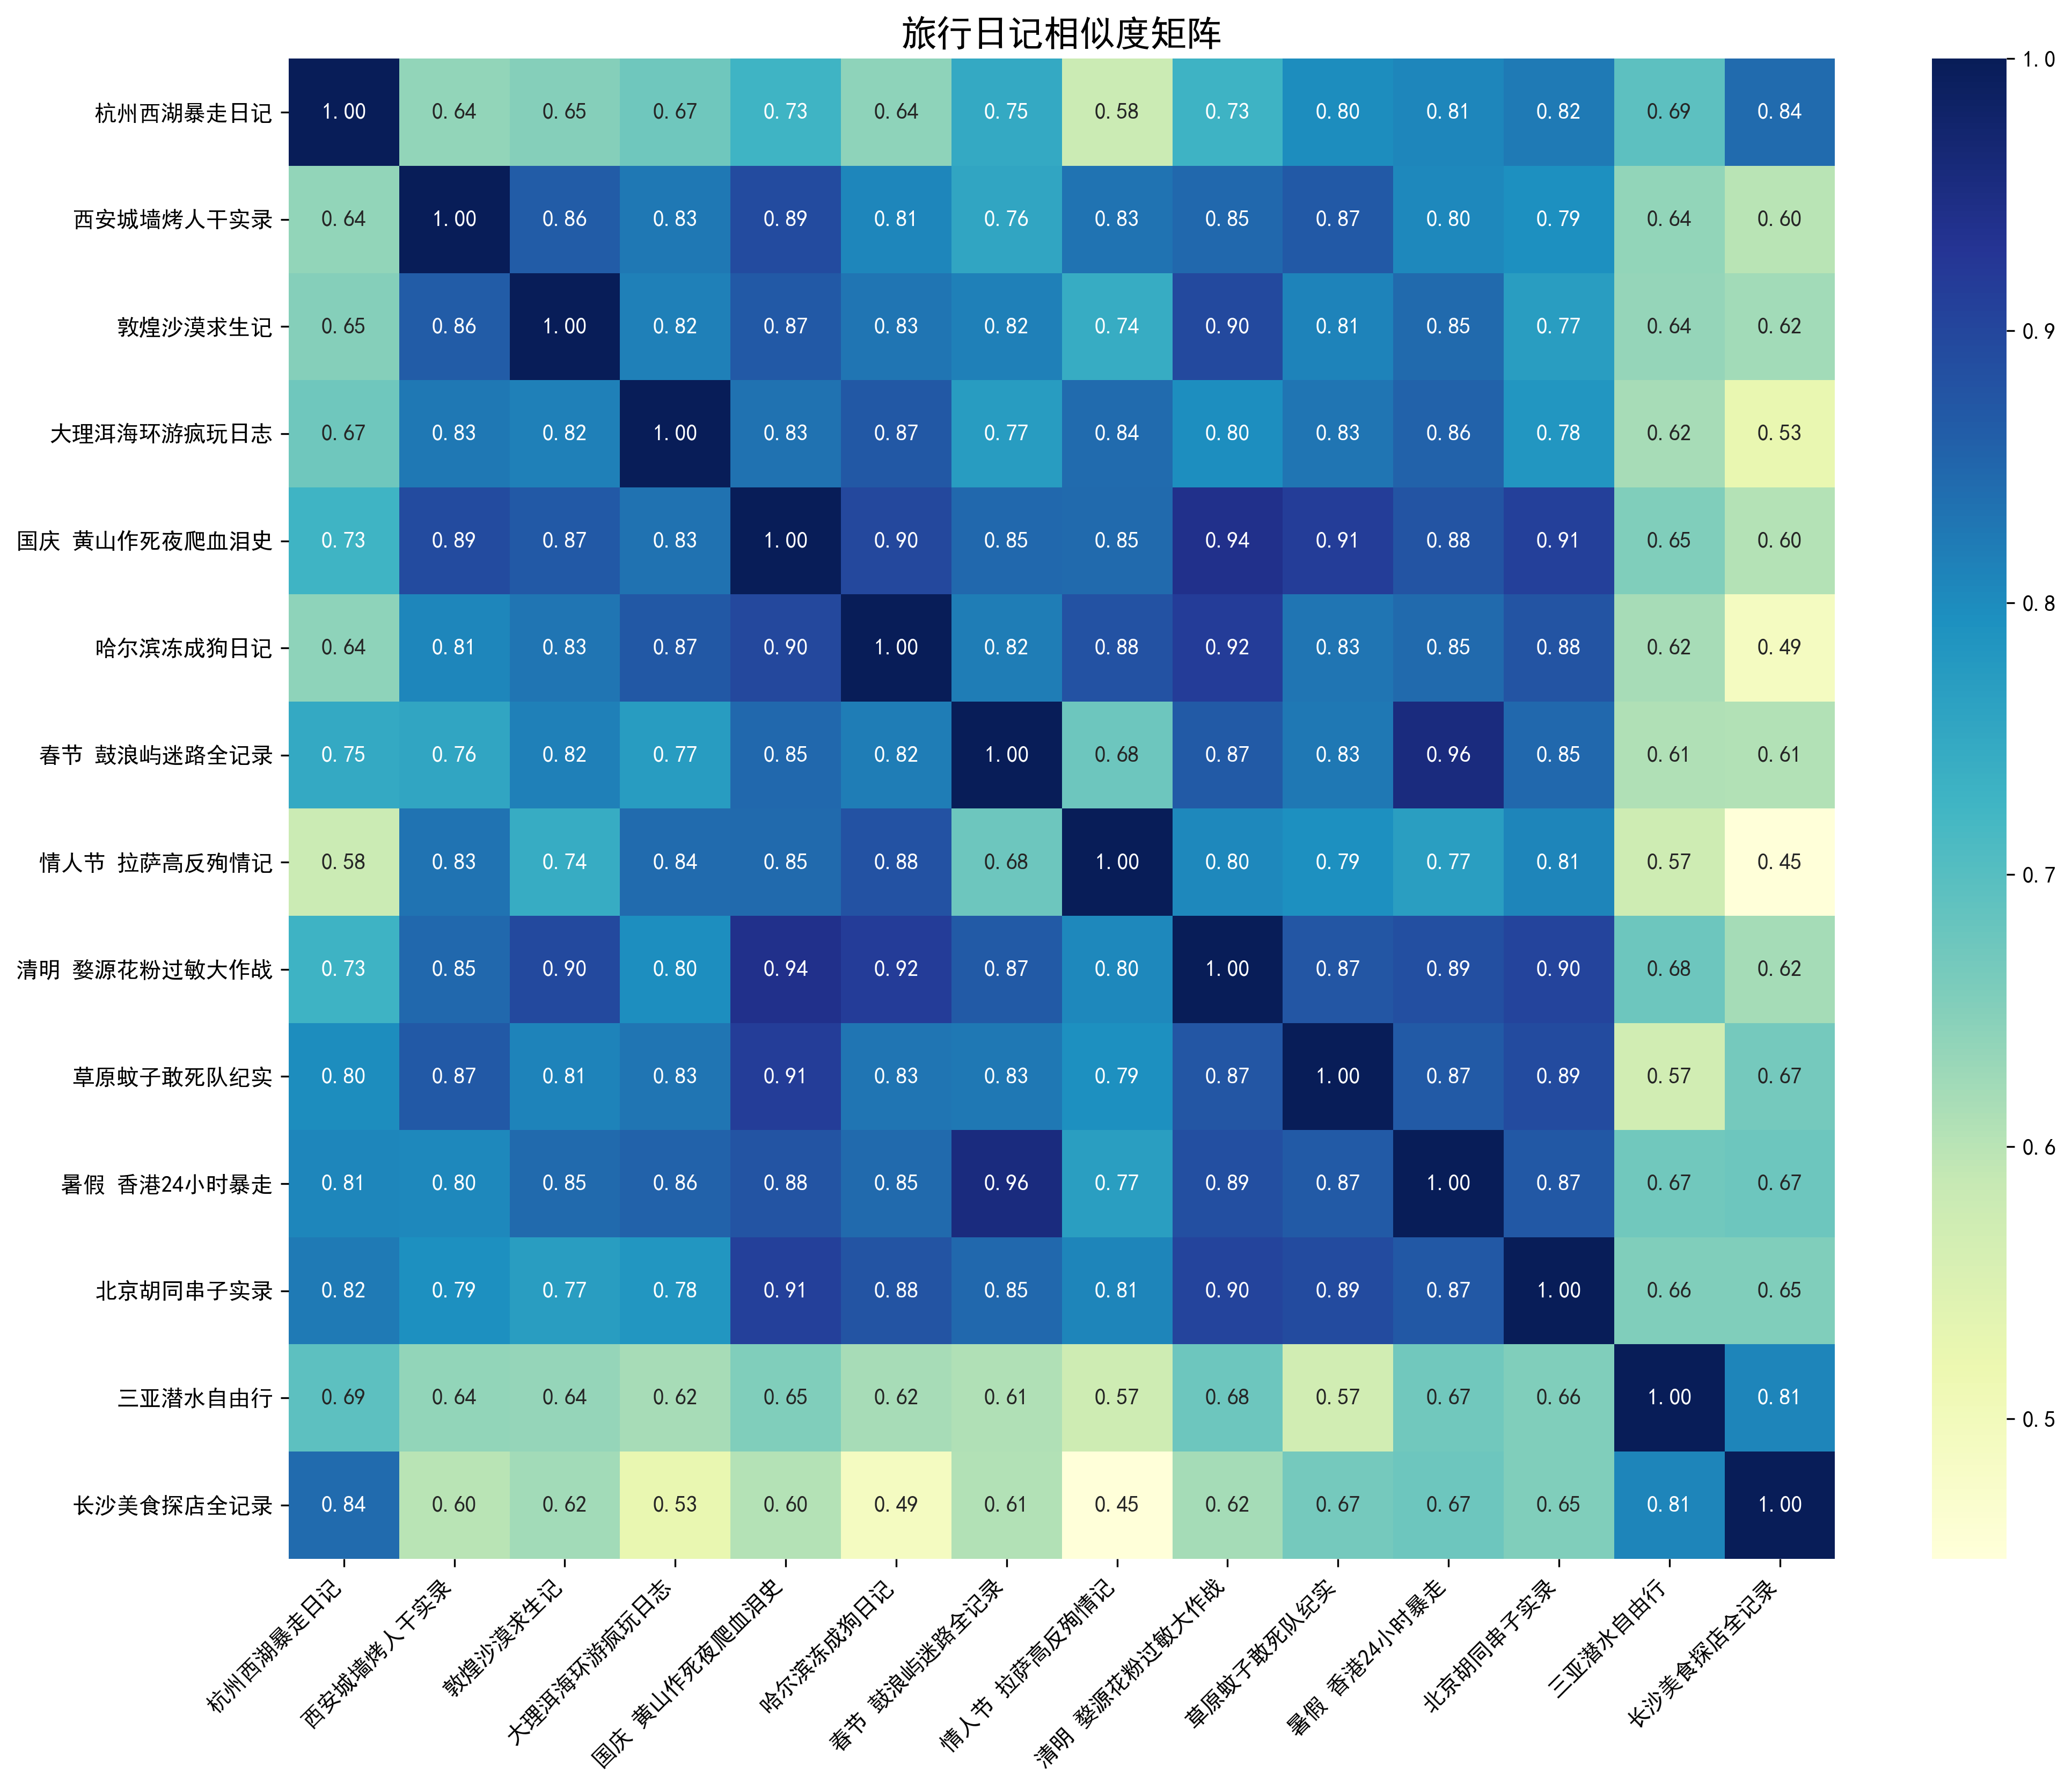 旅行日记相似度矩阵
杭州西湖暴走日记 1.00 0.64 0.65 0.67 0.73 0.64 0.75 0.58 0.73 0.80 0.81 0.82 0.69 0.84
西安城墙烤人干实录 0.64 1.00 0.86 0.83 0.89 0.81 0.76 0.83 0.85 0.87 0.80 0.79 0.64 0.60
敦煌沙漠求生记 0.65 0.86 1.00 0.82 0.87 0.83 0.82 0.74 0.90 0.81 0.85 0.77 0.64 0.62
大理洱海环游疯玩日志 0.67 0.83 0.82 1.00 0.83 0.87 0.77 0.84 0.80 0.83 0.86 0.78 0.62 0.53
国庆 黄山作死夜爬血泪史 0.73 0.89 0.87 0.83 1.00 0.90 0.85 0.85 0.94 0.91 0.88 0.91 0.65 0.60
哈尔滨冻成狗日记 0.64 0.81 0.83 0.87 0.90 1.00 0.82 0.88 0.92 0.83 0.85 0.88 0.62 0.49
春节 鼓浪屿迷路全记录 0.75 0.76 0.82 0.77 0.85 0.82 1.00 0.68 0.87 0.83 0.96 0.85 0.61 0.61
情人节 拉萨高反殉情记 0.58 0.83 0.74 0.84 0.85 0.88 0.68 1.00 0.80 0.79 0.77 0.81 0.57 0.45
清明 婺源花粉过敏大作战 0.73 0.85 0.90 0.80 0.94 0.92 0.87 0.80 1.00 0.87 0.89 0.90 0.68 0.62
草原蚊子敢死队纪实 0.80 0.87 0.81 0.83 0.91 0.83 0.83 0.79 0.87 1.00 0.87 0.89 0.57 0.67
暑假 香港24小时暴走 0.81 0.80 0.85 0.86 0.88 0.85 0.96 0.77 0.89 0.87 1.00 0.87 0.67 0.67
北京胡同串子实录 0.82 0.79 0.77 0.78 0.91 0.88 0.85 0.81 0.90 0.89 0.87 1.00 0.66 0.65
三亚潜水自由行 0.69 0.64 0.64 0.62 0.65 0.62 0.61 0.57 0.68 0.57 0.67 0.66 1.00 0.81
长沙美食探店全记录 0.84 0.60 0.62 0.53 0.60 0.49 0.61 0.45 0.62 0.67 0.67 0.65 0.81 1.00
杭州西湖暴走日记
西安城墙烤人干实录
敦煌沙漠求生记
大理洱海环游疯玩日志
国庆 黄山作死夜爬血泪史
哈尔滨冻成狗日记
春节 鼓浪屿迷路全记录
情人节 拉萨高反殉情记
清明 婺源花粉过敏大作战
草原蚊子敢死队纪实
暑假 香港24小时暴走
北京胡同串子实录
三亚潜水自由行
长沙美食探店全记录
1.0
0.9
0.8
0.7
0.6
0.5